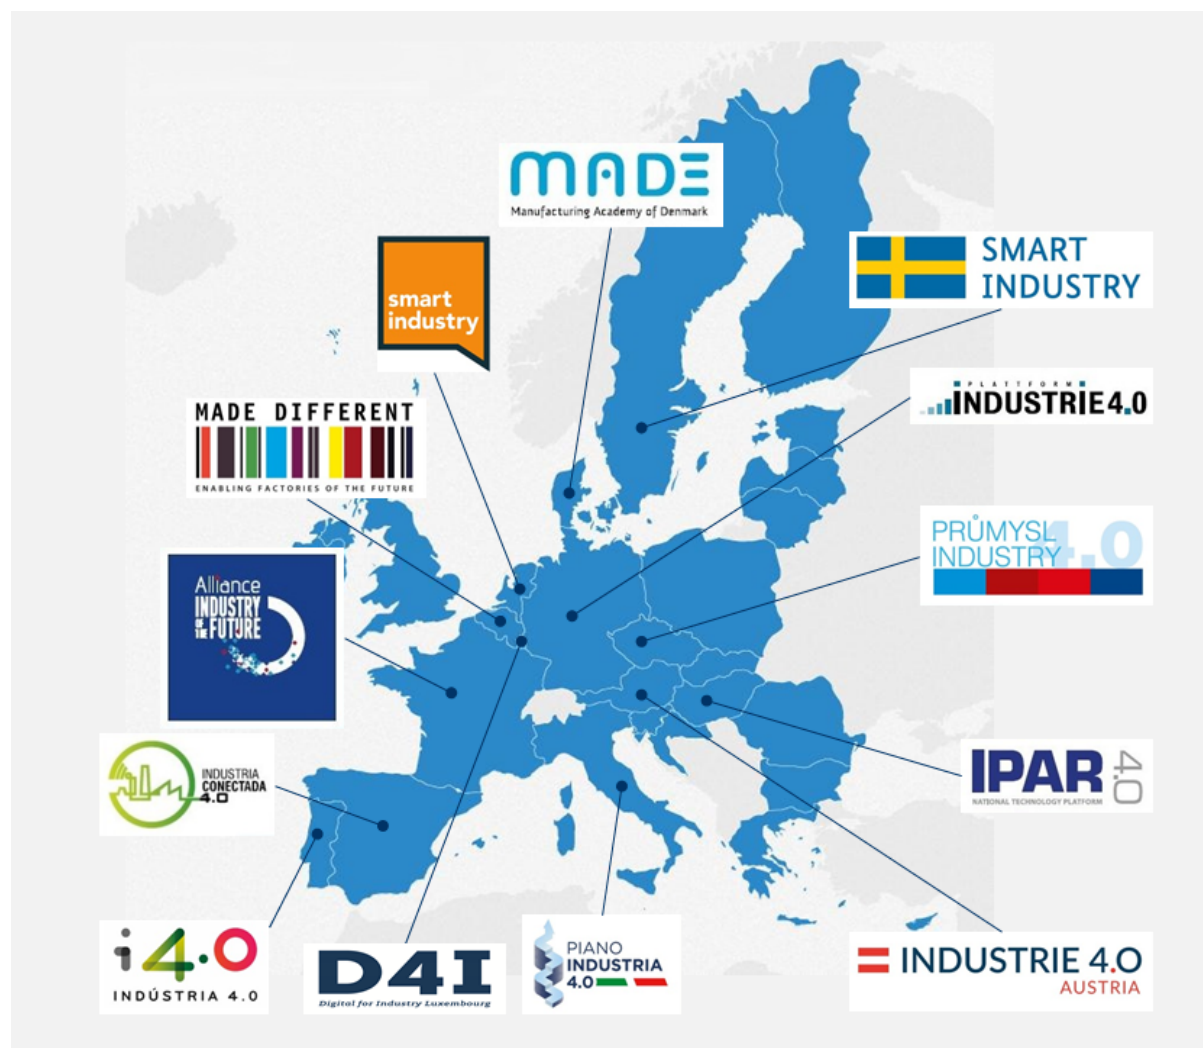 MADE
Manufacturing Academy of Denmark
SMART
INDUSTRY
smart
industry
PLATTFORM
INDUSTRIE4.0
MADE DIFFERENT
ENABLING FACTORIES OF THE FUTURE
PRŮMYSL
INDUSTRY 4.0
Alliance
INDUSTRY
OF
THE FUTURE
INDUSTRIA
CONECTADA
4.0
IPAR 4.0
NATIONAL TECHNOLOGY PLATFORM
i4.0
INDÚSTRIA 4.0
D4I
Digital for Industry Luxembourg
PIANO
INDUSTRIA
4.0
INDUSTRIE 4.0
AUSTRIA